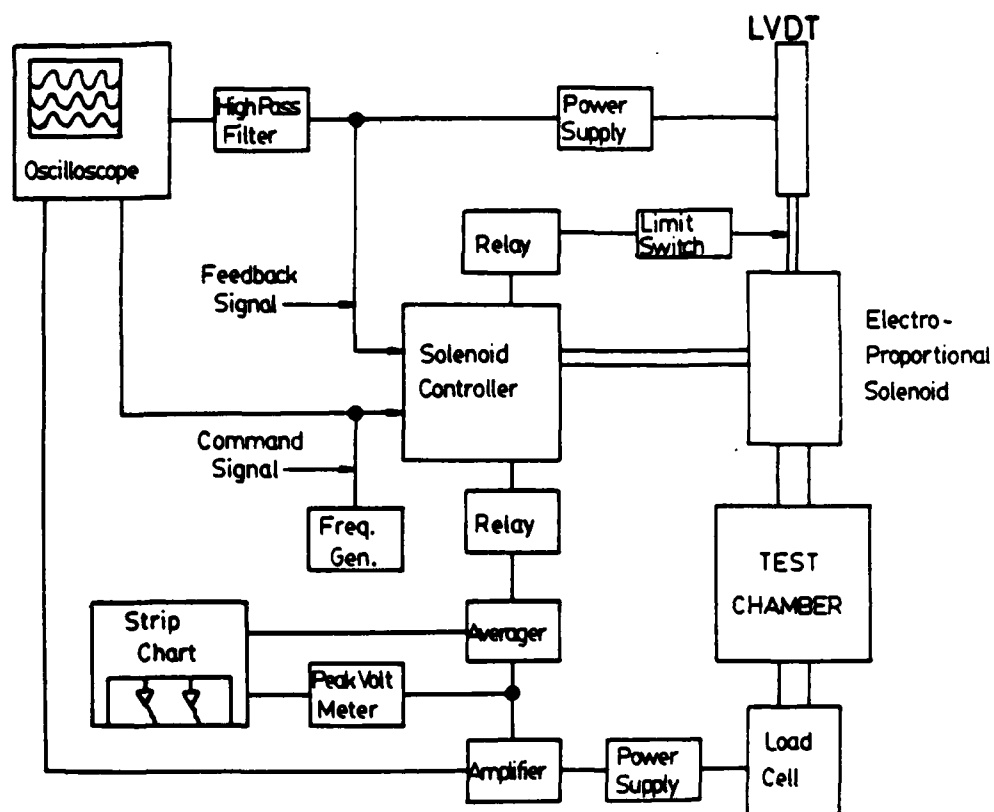 LVDT
High Pass
Filter
Power
Supply
Oscilloscope
Relay
Limit
Switch
Feedback
Signal
Solenoid
Controller
Electro-
Proportional
Solenoid
Command
Signal
Freq.
Gen.
Relay
TEST
CHAMBER
Strip
Chart
Averager
Peak Volt
Meter
Amplifier
Power
Supply
Load
Cell